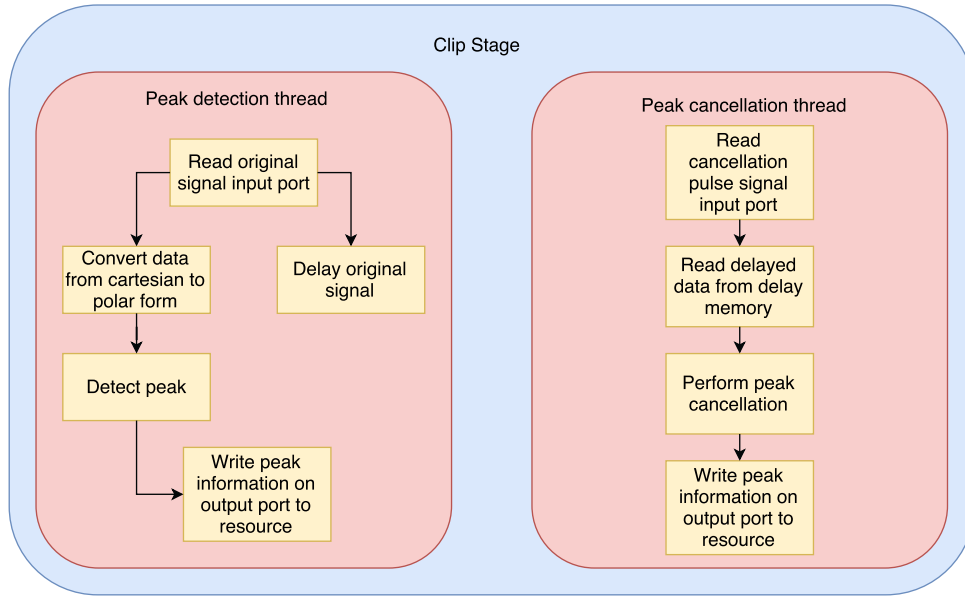 Clip Stage
Peak detection thread
Read original
signal input port
Convert data
from cartesian to
polar form
Delay original
signal
Detect peak
Write peak
information on
output port to
resource
Peak cancellation thread
Read
cancellation
pulse signal
input port
Read delayed
data from delay
memory
Perform peak
cancellation
Write peak
information on
output port to
resource